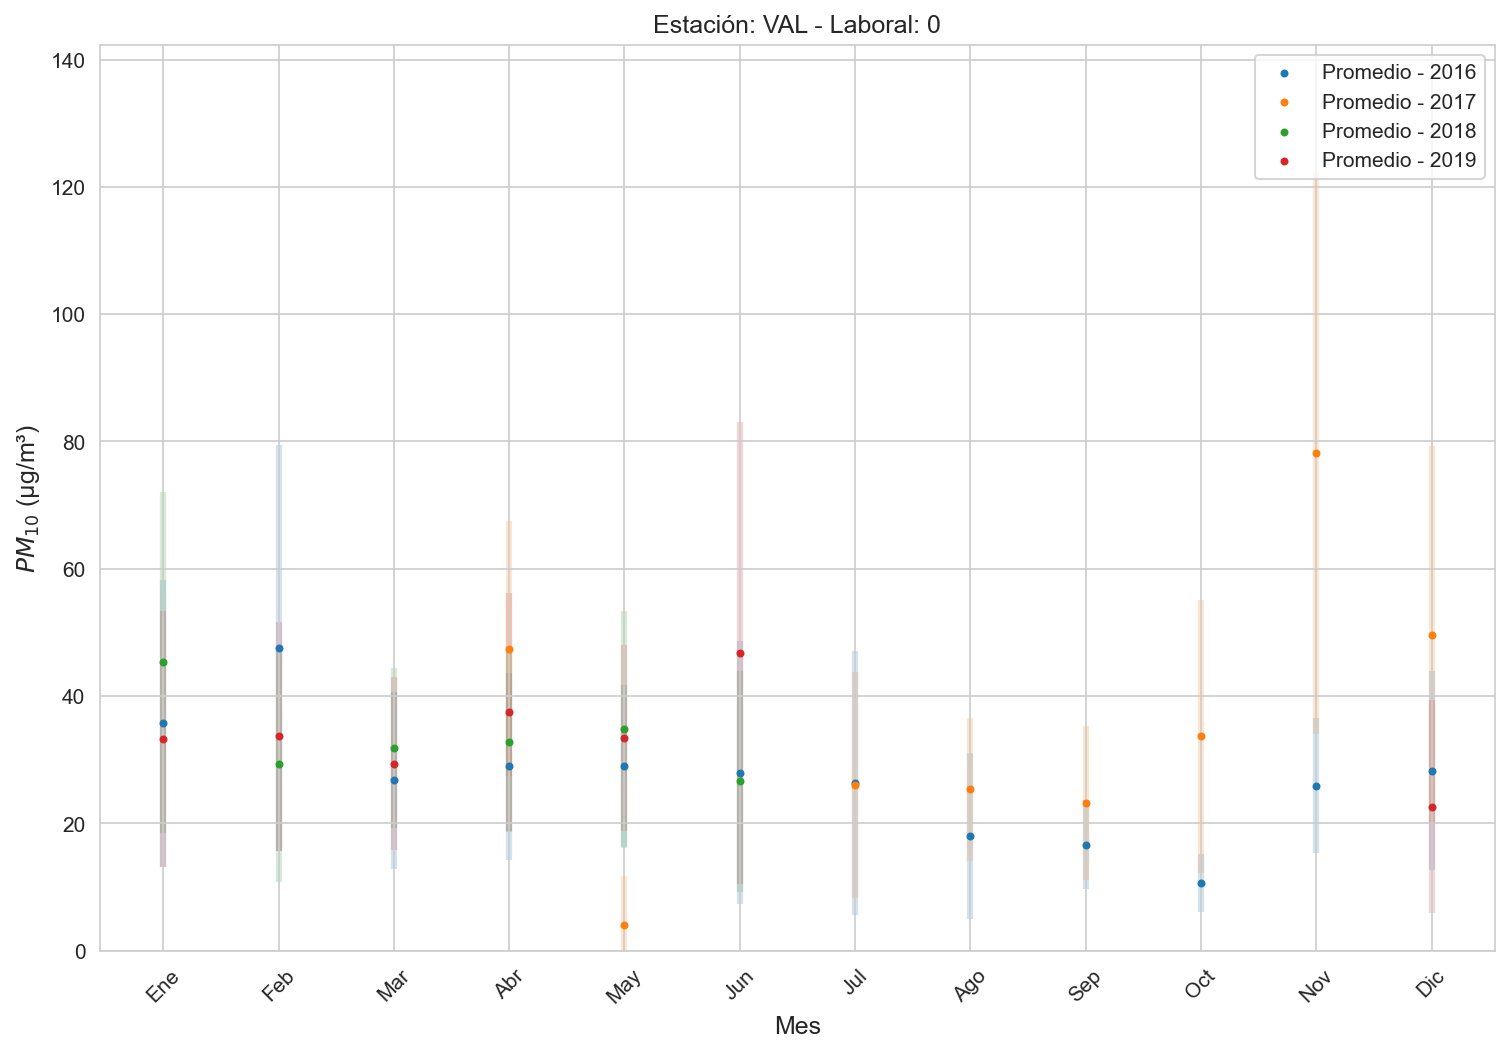 Estación: VAL - Laboral: 0
140
120
100
80
60
40
20
0
PM₁₀ (µg/m³)
Promedio - 2016
Promedio - 2017
Promedio - 2018
Promedio - 2019
Ene
Feb
Mar
Abr
May
Jun
Jul
Ago
Sep
Oct
Nov
Dic
Mes